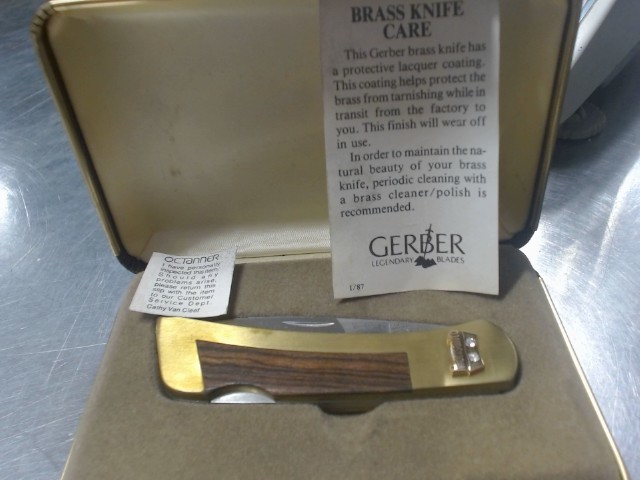 BRASS KNIFE
CARE
This Gerber brass knife has
a protective lacquer coating.
This coating helps protect the
brass from tarnishing while in
transit from the factory to
you. This finish will wear off
in use.
In order to maintain the na-
tural beauty of your brass
knife, periodic cleaning with
a brass cleaner/polish is
recommended.
GERBER
LEGENDARY BLADES
1/87
OCTANNER
I have personally
inspected this item.
Should any
problems arise,
please return this
slip with the item
to our Customer
Service Dept.
Cathy Van Cleef